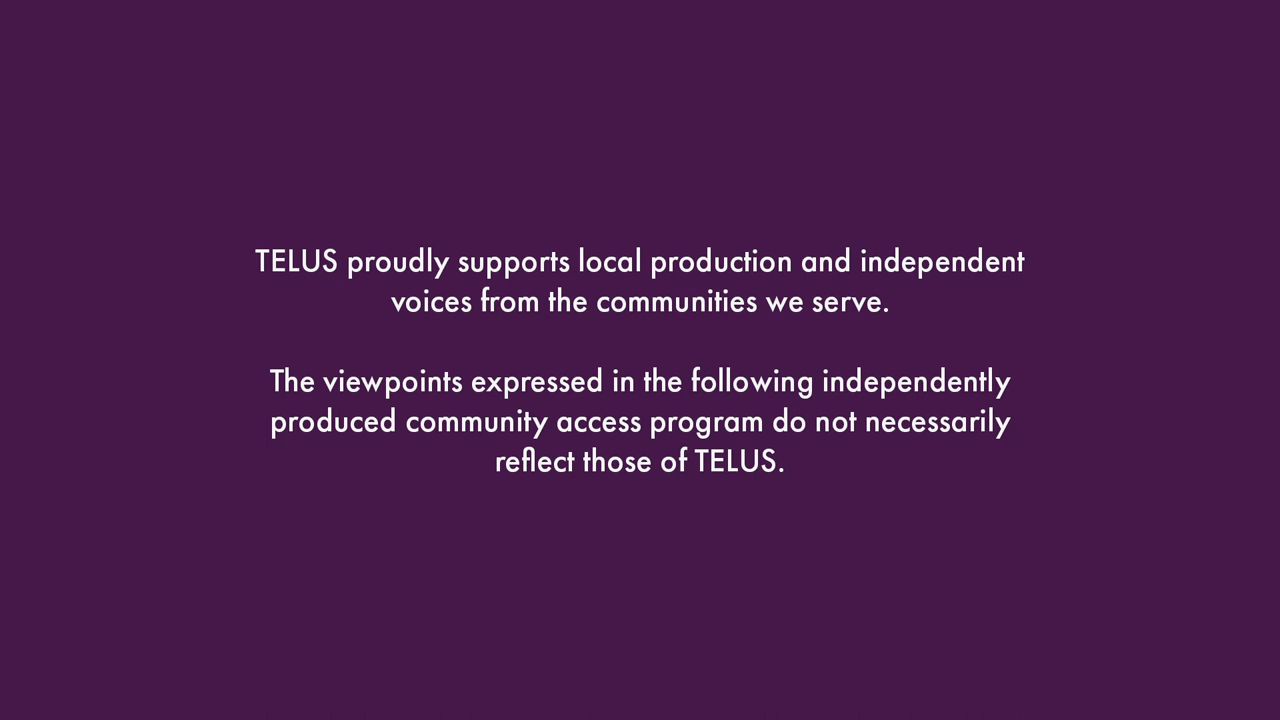 TELUS proudly supports local production and independent
voices from the communities we serve.
The viewpoints expressed in the following independently
produced community access program do not necessarily
reflect those of TELUS.